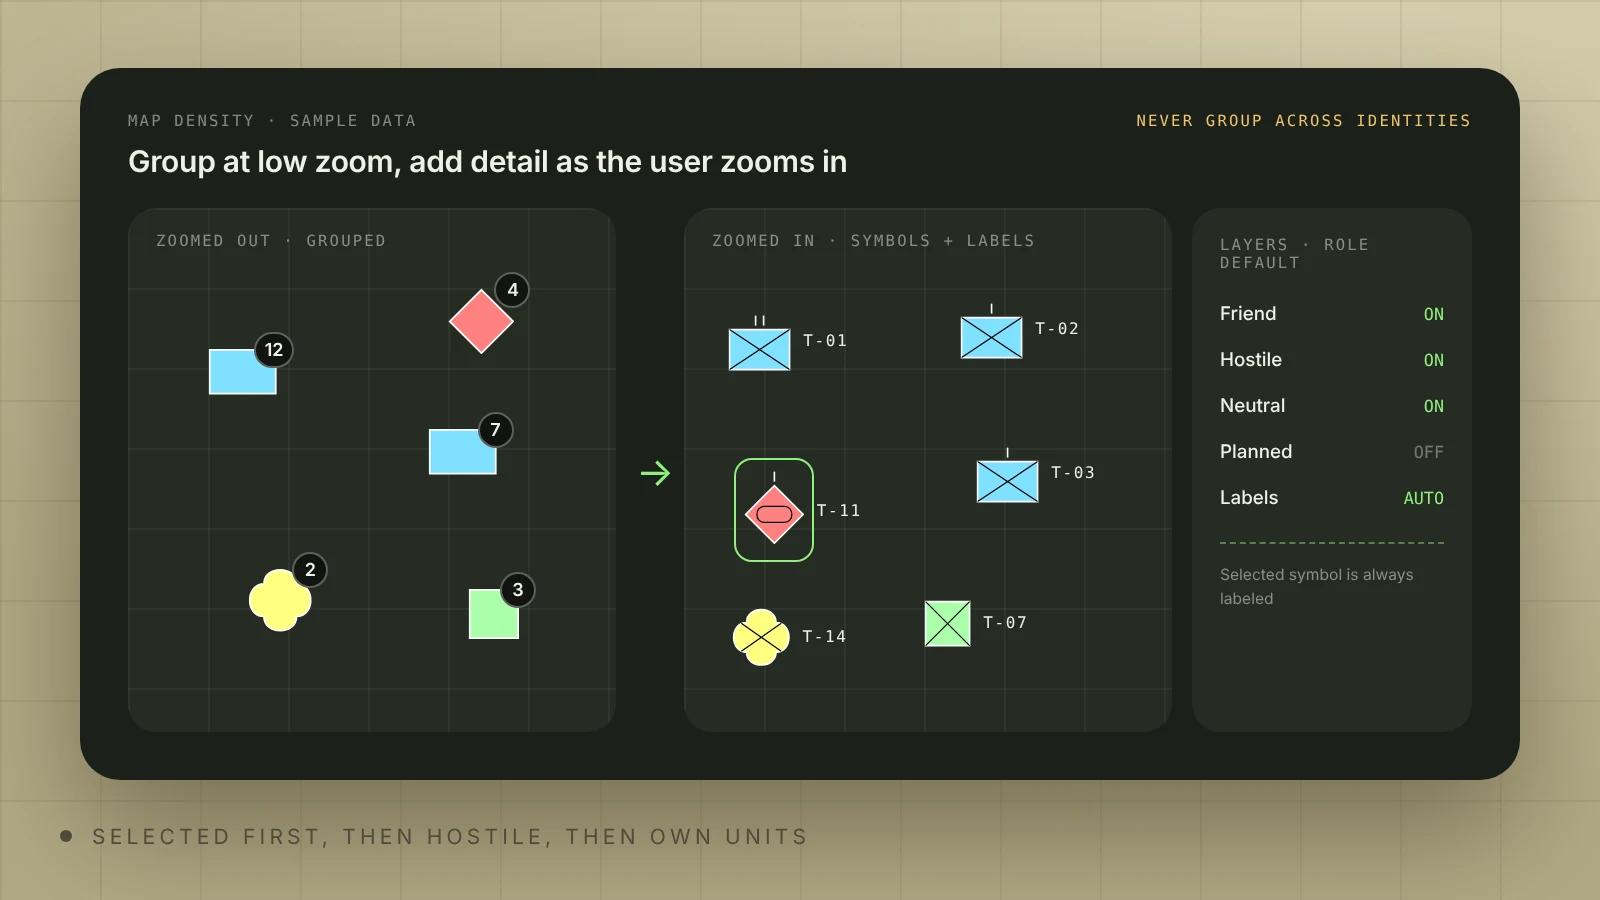 MAP DENSITY · SAMPLE DATA
NEVER GROUP ACROSS IDENTITIES
Group at low zoom, add detail as the user zooms in
ZOOMED OUT · GROUPED
4
12
7
2
3
ZOOMED IN · SYMBOLS + LABELS
T-01
T-02
T-03
T-11
T-14
T-07
LAYERS · ROLE
DEFAULT
Friend ON
Hostile ON
Neutral ON
Planned OFF
Labels AUTO
Selected symbol is always
labeled
SELECTED FIRST, THEN HOSTILE, THEN OWN UNITS